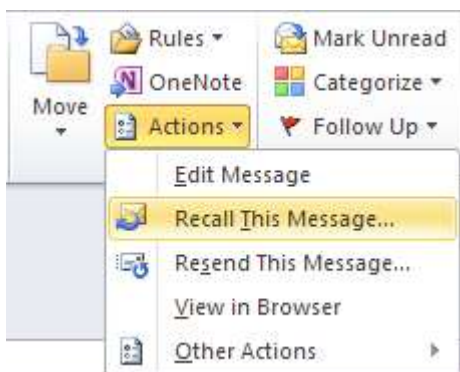 Move
Rules
OneNote
Actions
Mark Unread
Categorize
Follow Up
Edit Message
Recall This Message...
Resend This Message...
View in Browser
Other Actions